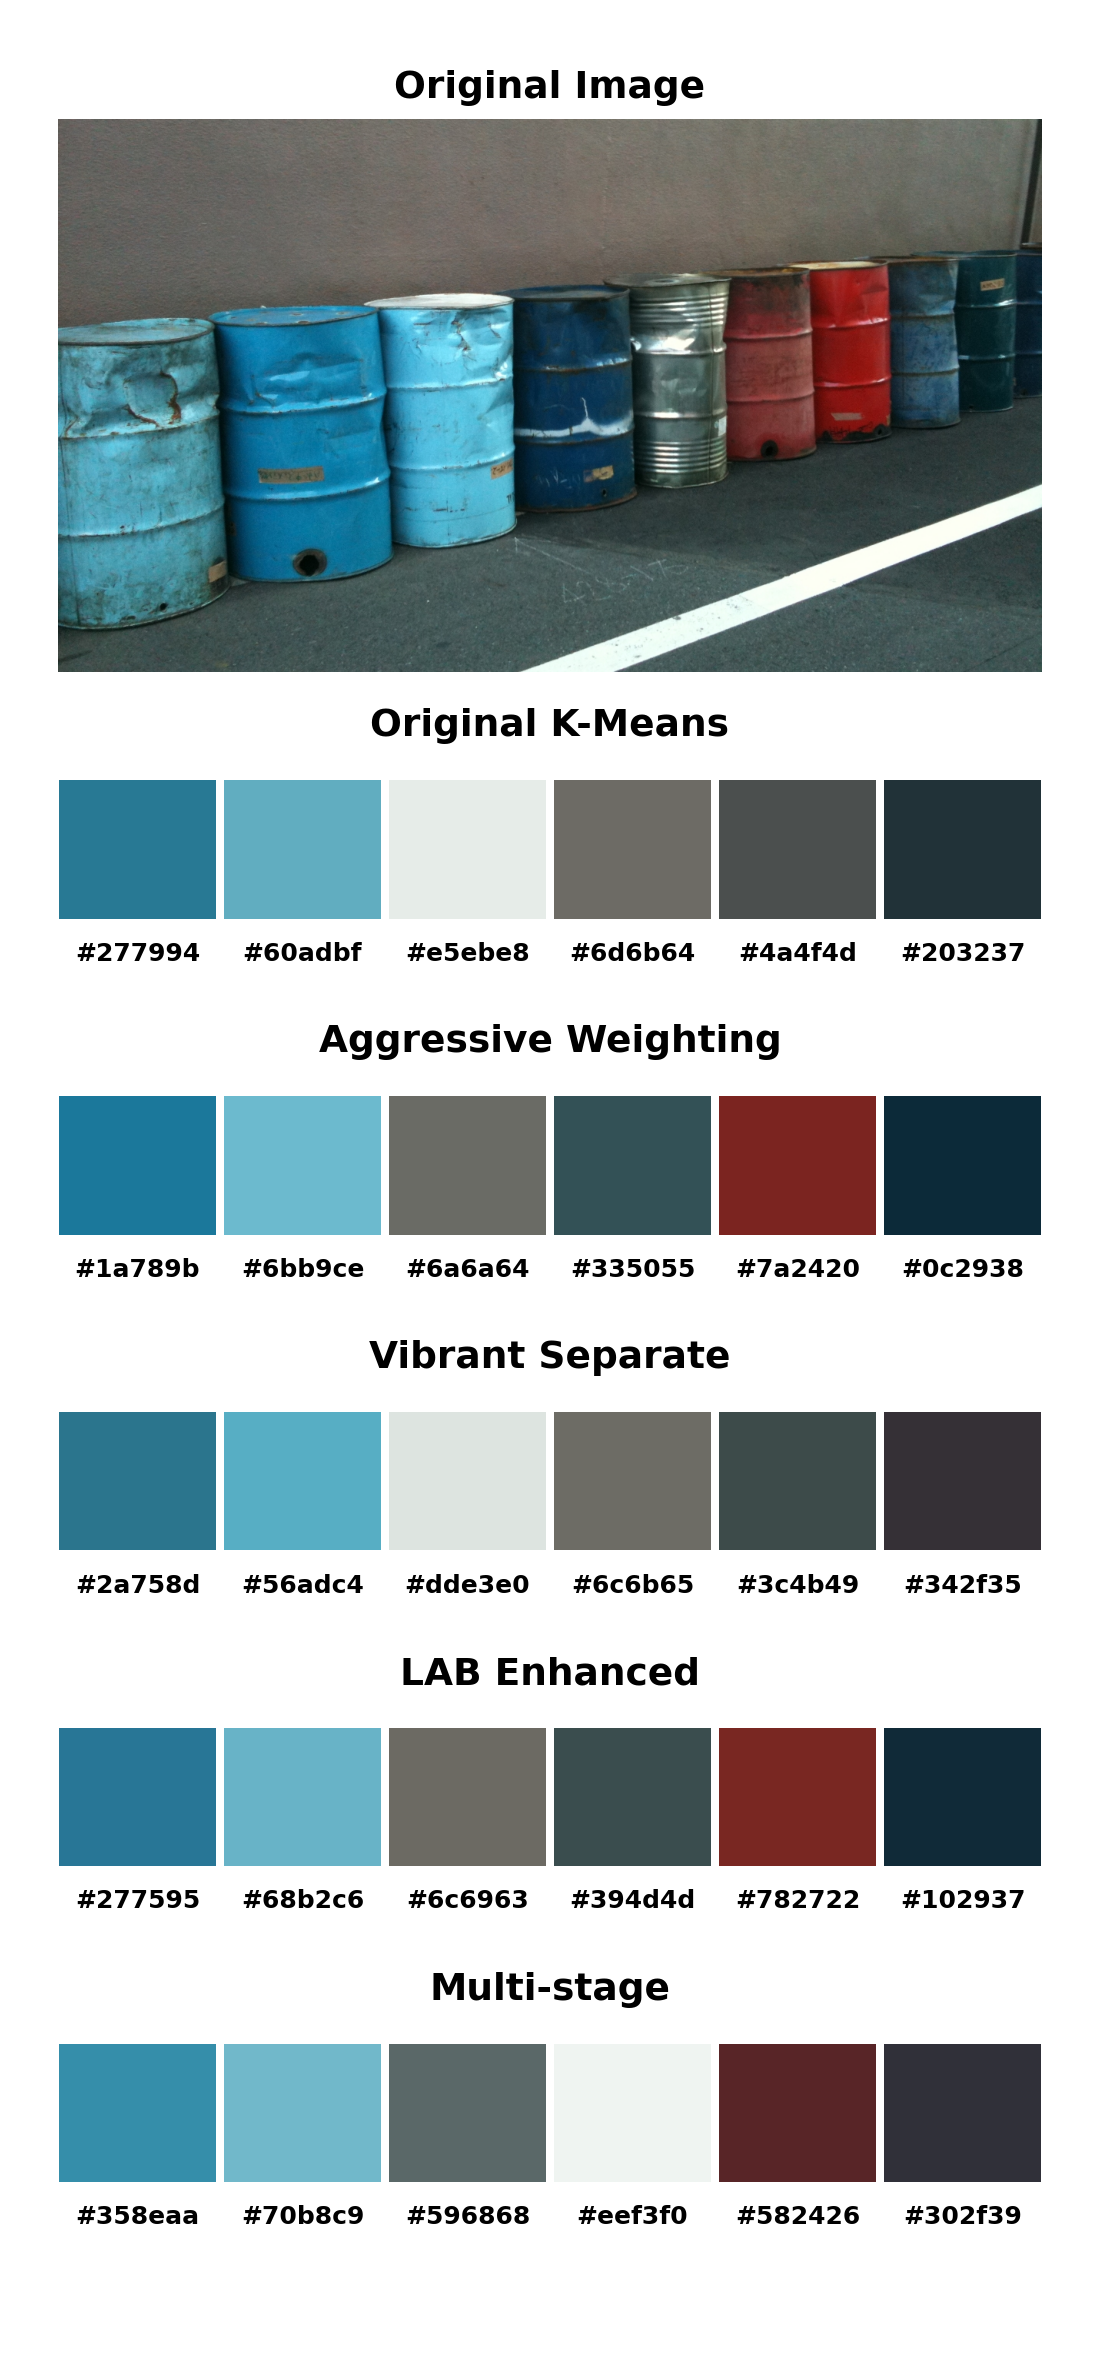 Original Image
Original K-Means
#277994 #60adbf #e5ebe8 #6d6b64 #4a4f4d #203237
Aggressive Weighting
#1a789b #6bb9ce #6a6a64 #335055 #7a2420 #0c2938
Vibrant Separate
#2a758d #56adc4 #dde3e0 #6c6b65 #3c4b49 #342f35
LAB Enhanced
#277595 #68b2c6 #6c6963 #394d4d #782722 #102937
Multi-stage
#358eaa #70b8c9 #596868 #eef3f0 #582426 #302f39